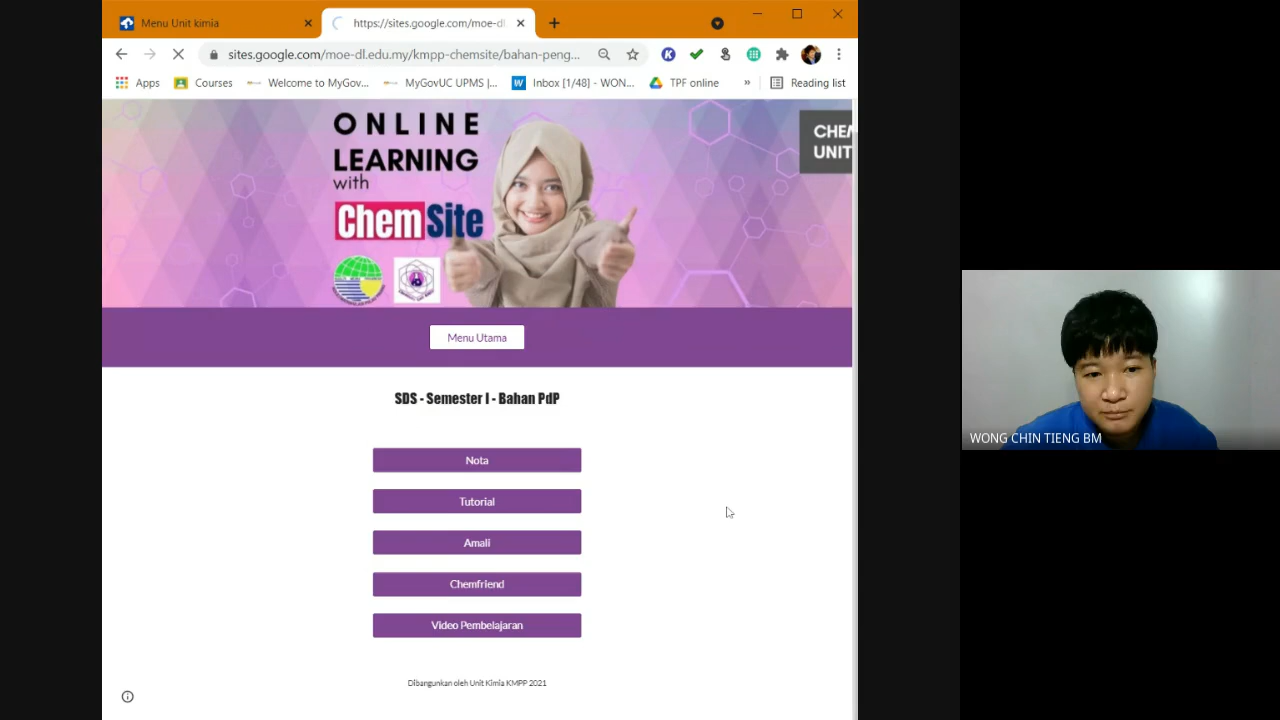 Menu Unit kimia
https://sites.google.com/moe-dl
sites.google.com/moe-dl.edu.my/kmpp-chemsite/bahan-peng...
Apps
Courses
Welcome to MyGov...
MyGovUC UPMS |...
Inbox [1/48] - WON...
TPF online
»
Reading list
ONLINE
LEARNING
with
ChemSite
CHEM
UNIT
Menu Utama
SDS - Semester I - Bahan PdP
Nota
Tutorial
Amali
Chemfriend
Video Pembelajaran
Dibangunkan oleh Unit Kimia KMPP 2021
WONG CHIN TIENG BM